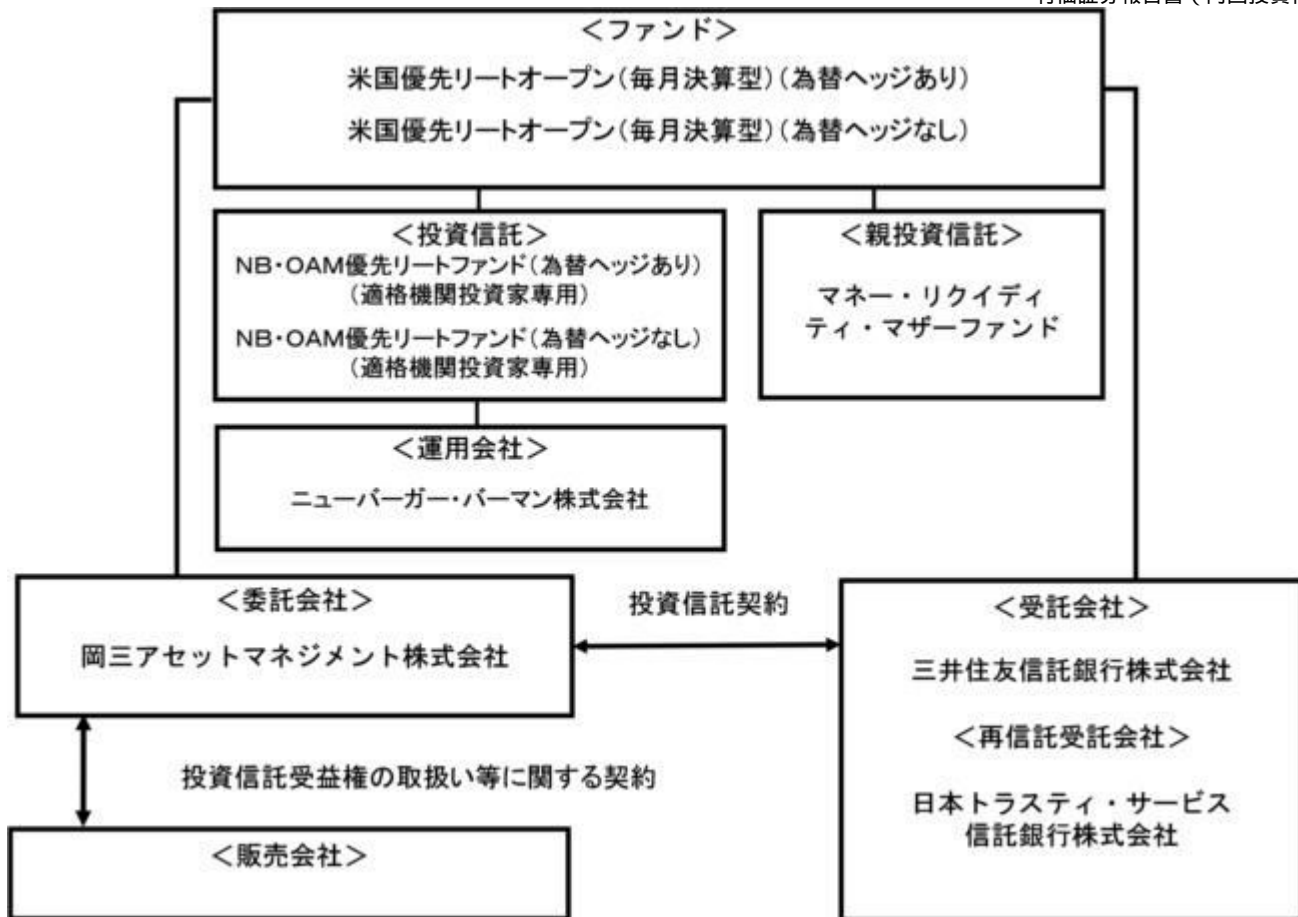 ＜ファンド＞
米国優先リートオープン(毎月決算型)(為替ヘッジあり)
米国優先リートオープン(毎月決算型)(為替ヘッジなし)
＜投資信託＞
NB・OAM優先リートファンド(為替ヘッジあり)
(適格機関投資家専用)
NB・OAM優先リートファンド(為替ヘッジなし)
(適格機関投資家専用)
＜親投資信託＞
マネー・リクイディ
ティ・マザーファンド
＜運用会社＞
ニューバーガー・バーマン株式会社
＜委託会社＞
岡三アセットマネジメント株式会社
投資信託契約
＜受託会社＞
三井住友信託銀行株式会社
＜再信託受託会社＞
日本トラスティ・サービス
信託銀行株式会社
投資信託受益権の取扱い等に関する契約
＜販売会社＞